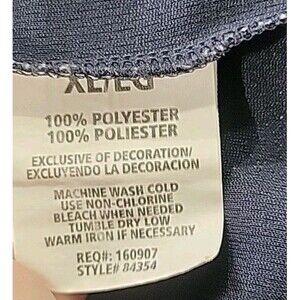 XL/EG
100% POLYESTER
100% POLIESTER
EXCLUSIVE OF DECORATION/
EXCLUYENDO LA DECORACION
MACHINE WASH COLD
USE NON-CHLORINE
BLEACH WHEN NEEDED
TUMBLE DRY LOW
WARM IRON IF NECESSARY
REQ#: 160907
STYLE# 84354